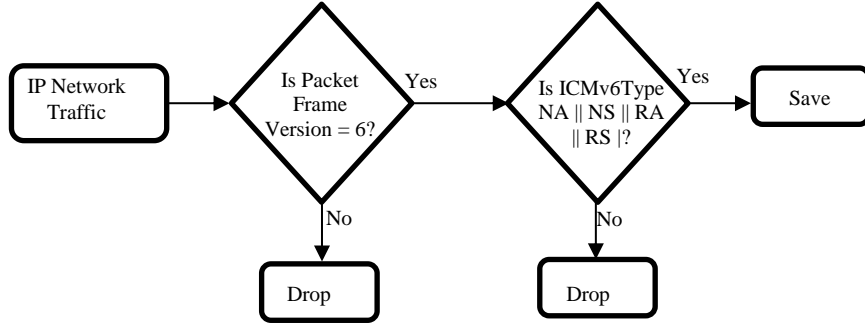 IP Network
Traffic
Is Packet
Frame
Version = 6?
Yes
Is ICMv6Type
NA || NS || RA
|| RS |?
Yes
Save
No
Drop
No
Drop